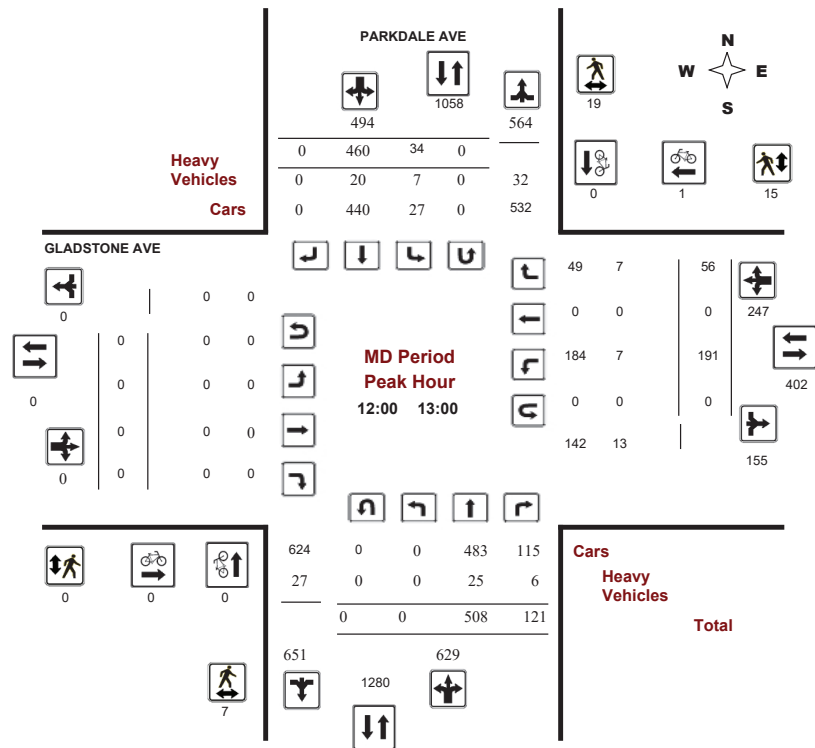 PARKDALE AVE
N
W E
S
1058
19
494 564
0 460 34 0
Heavy
Vehicles
0 20 7 0 32
Cars 0 440 27 0 532
0 1 15
GLADSTONE AVE
0
0 0
49 7 56
247
0 0 0 0 0 0
0
MD Period
Peak Hour
12:00 13:00
184 7 191
402
0 0 0
0 0 0
0 0 0
0
142 13
155
0 0 0
0 0 0
624 0 0 483 115 Cars
27 0 0 25 6 Heavy
Vehicles
0 0 508 121 Total
651 629
1280
7